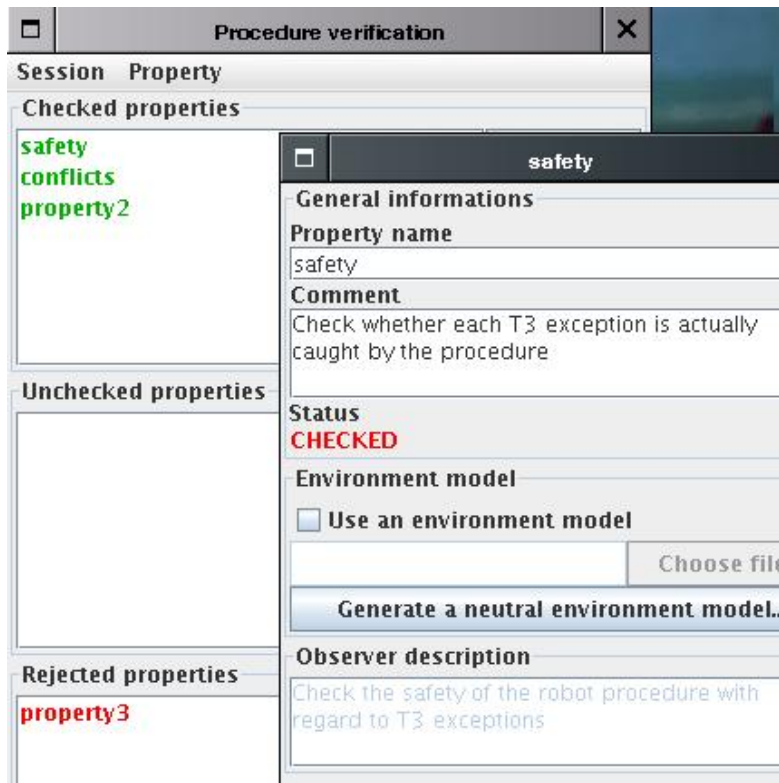 Procedure verification
Session Property
Checked properties
safety
conflicts
property2
Unchecked properties
Rejected properties
property3
safety
General informations
Property name
safety
Comment
Check whether each T3 exception is actually
caught by the procedure
Status
CHECKED
Environment model
Use an environment model
Choose file
Generate a neutral environment model..
Observer description
Check the safety of the robot procedure with
regard to T3 exceptions